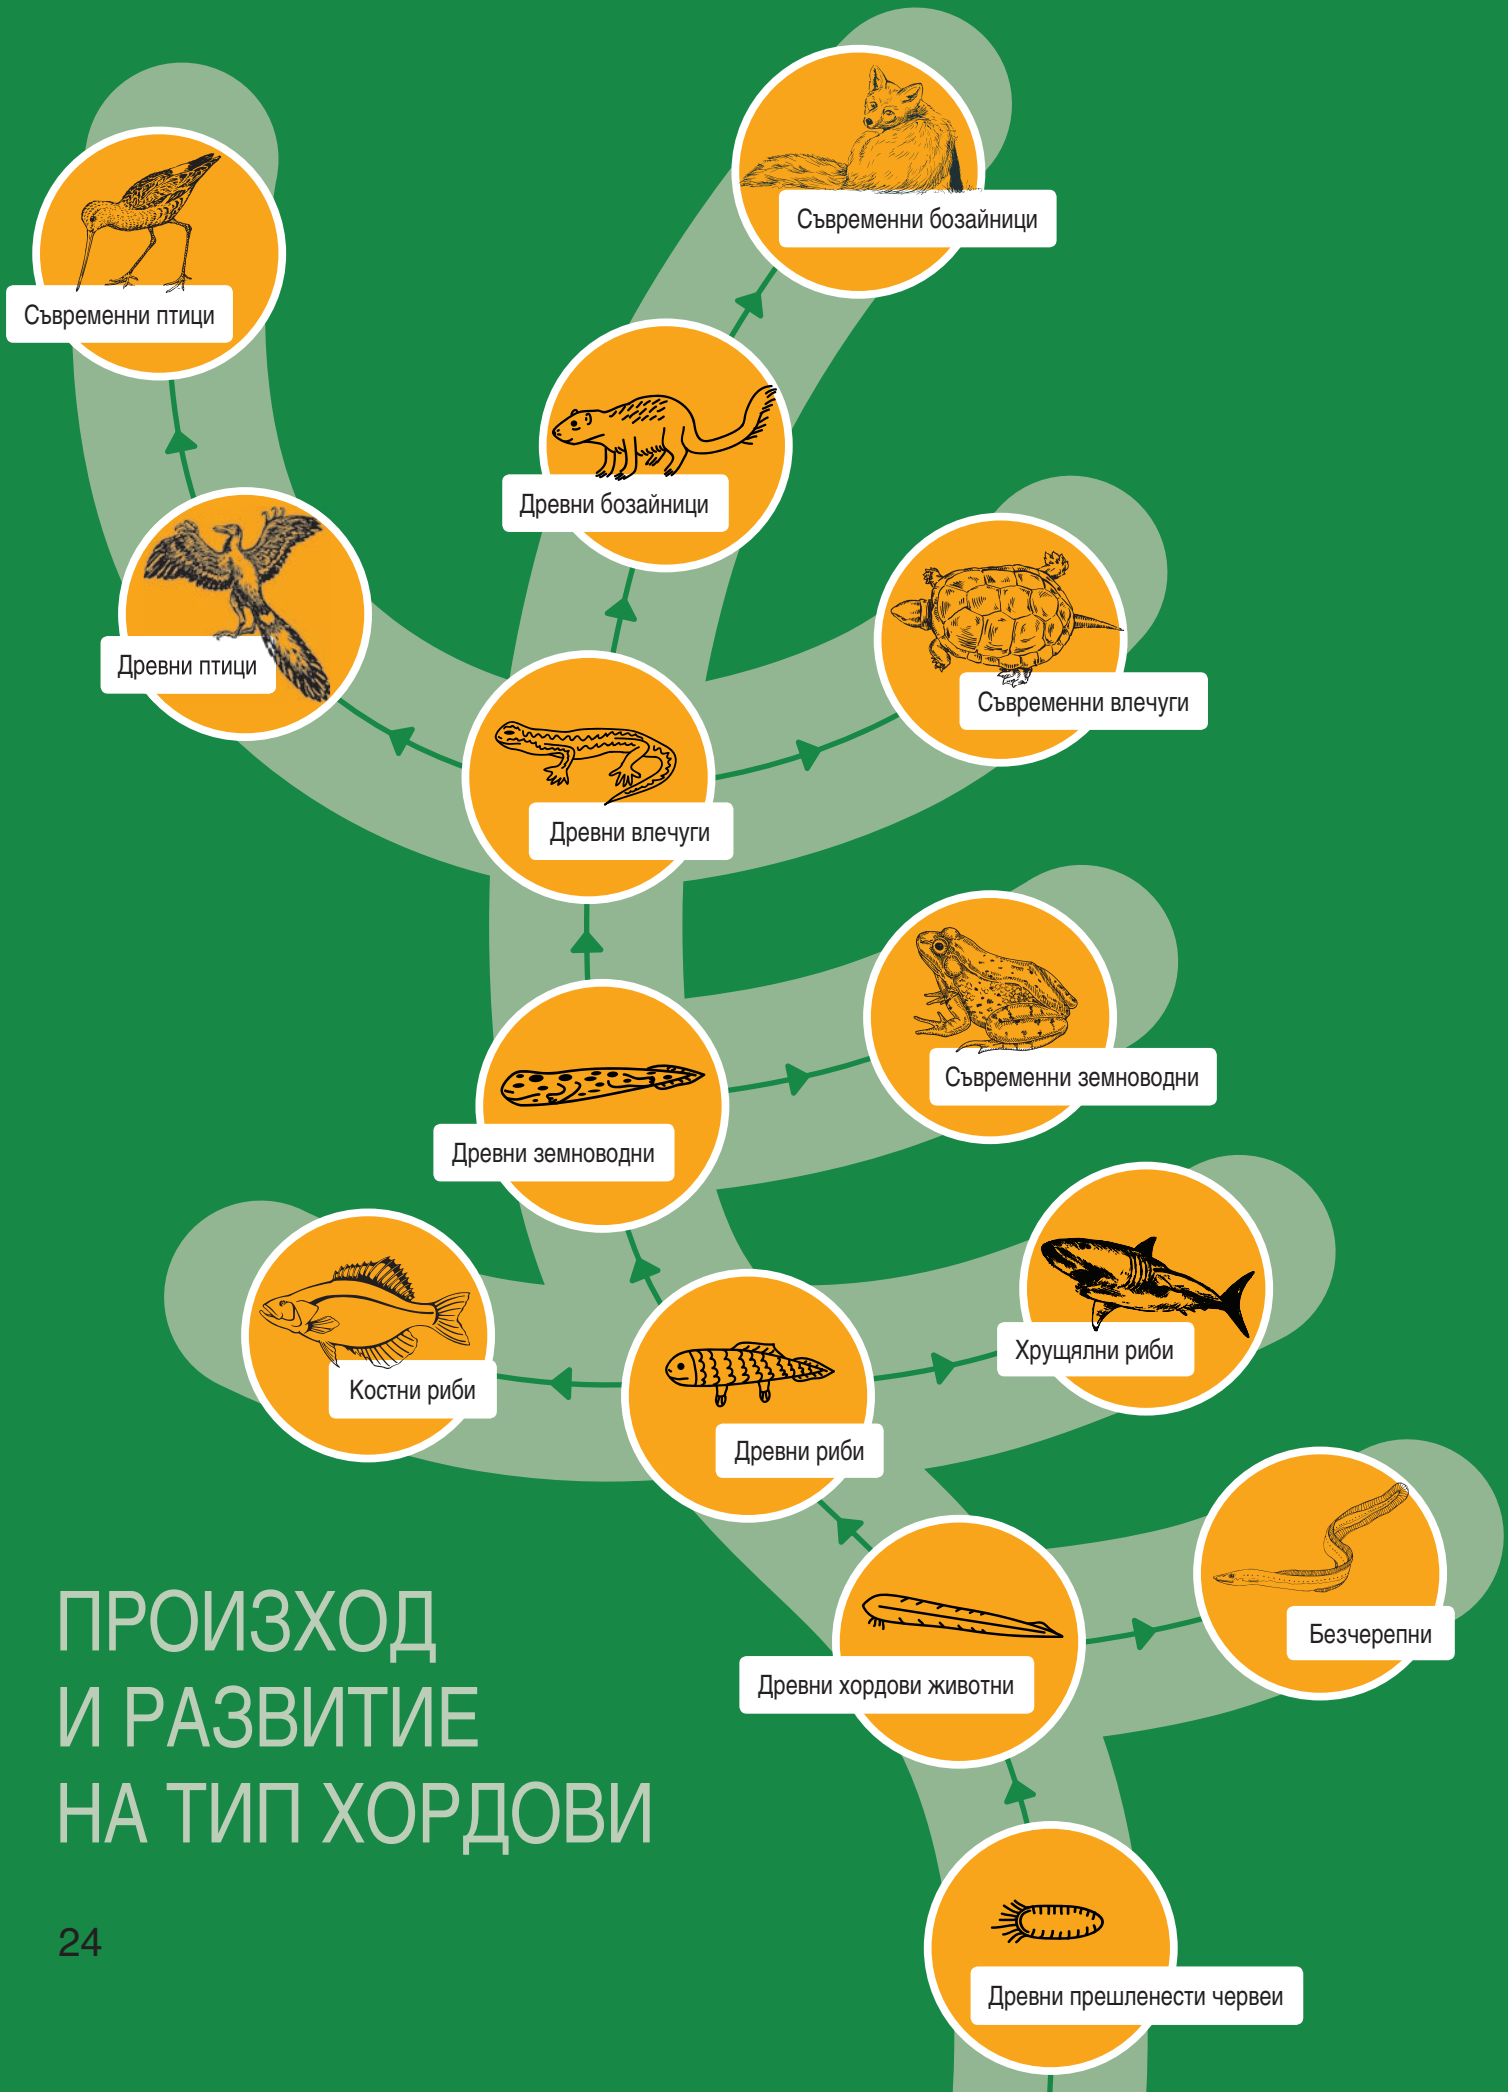 Съвременни бозайници
Съвременни птици
Древни бозайници
Древни птици
Съвременни влечуги
Древни влечуги
Съвременни земноводни
Древни земноводни
Хрущялни риби
Костни риби
Древни риби
Безчерепни
Древни хордови животни
ПРОИЗХОД
И РАЗВИТИЕ
НА ТИП ХОРДОВИ
24
Древни прешленести червеи